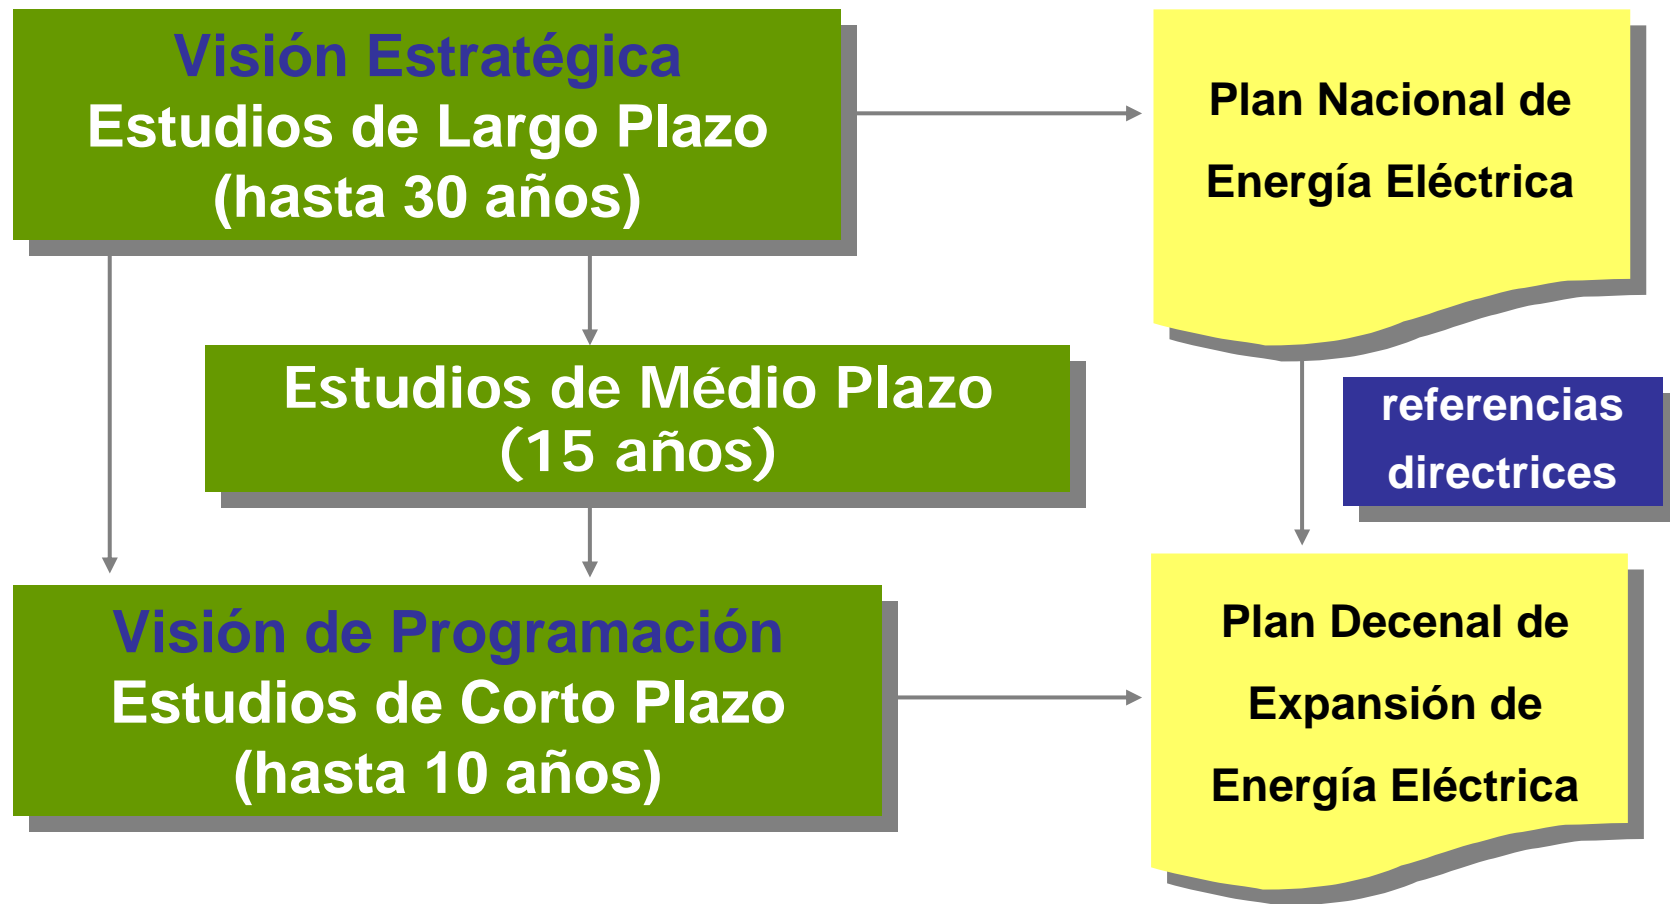 Visión Estratégica
Estudios de Largo Plazo
(hasta 30 años)
Plan Nacional de
Energía Eléctrica
Estudios de Médio Plazo
(15 años)
referencias
directrices
Visión de Programación
Estudios de Corto Plazo
(hasta 10 años)
Plan Decenal de
Expansión de
Energía Eléctrica